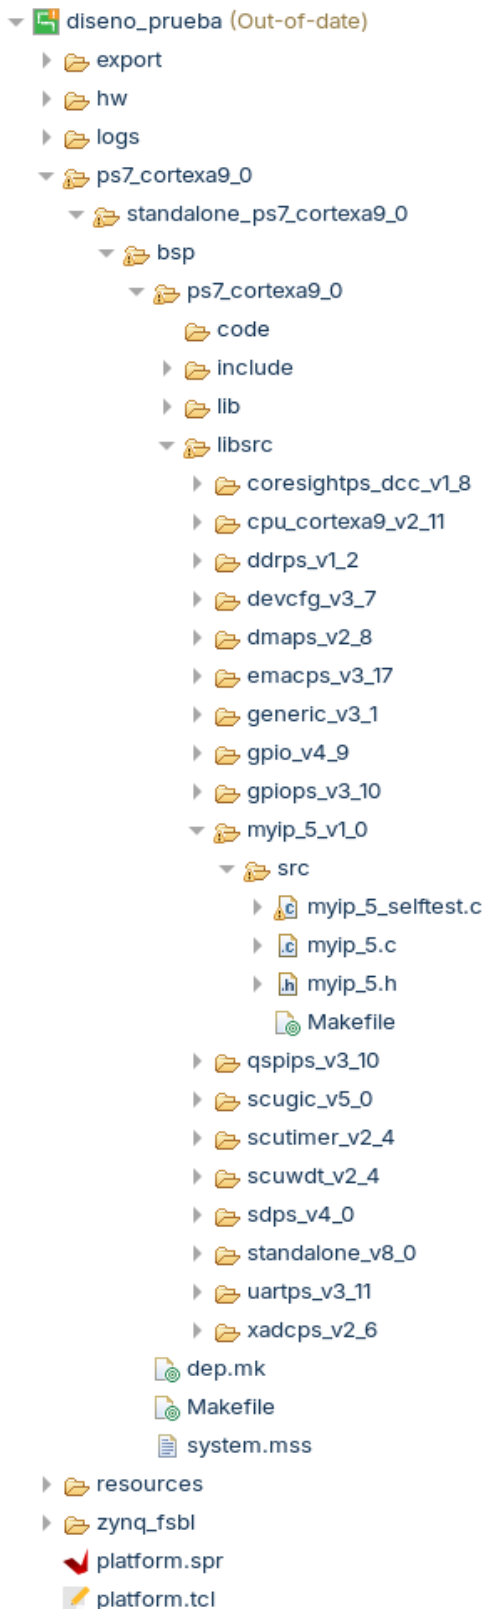 diseno_prueba (Out-of-date)
export
hw
logs
ps7_cortexa9_0
standalone_ps7_cortexa9_0
bsp
ps7_cortexa9_0
code
include
lib
libsrc
coresightps_dcc_v1_8
cpu_cortexa9_v2_11
ddrps_v1_2
devcfg_v3_7
dmaps_v2_8
emacps_v3_17
generic_v3_1
gpio_v4_9
gpiops_v3_10
myip_5_v1_0
src
myip_5_selftest.c
myip_5.c
myip_5.h
Makefile
qspips_v3_10
scugic_v5_0
scutimer_v2_4
scuwdt_v2_4
sdps_v4_0
standalone_v8_0
uartps_v3_11
xadcps_v2_6
dep.mk
Makefile
system.mss
resources
zynq_fsbl
platform.spr
platform.tcl